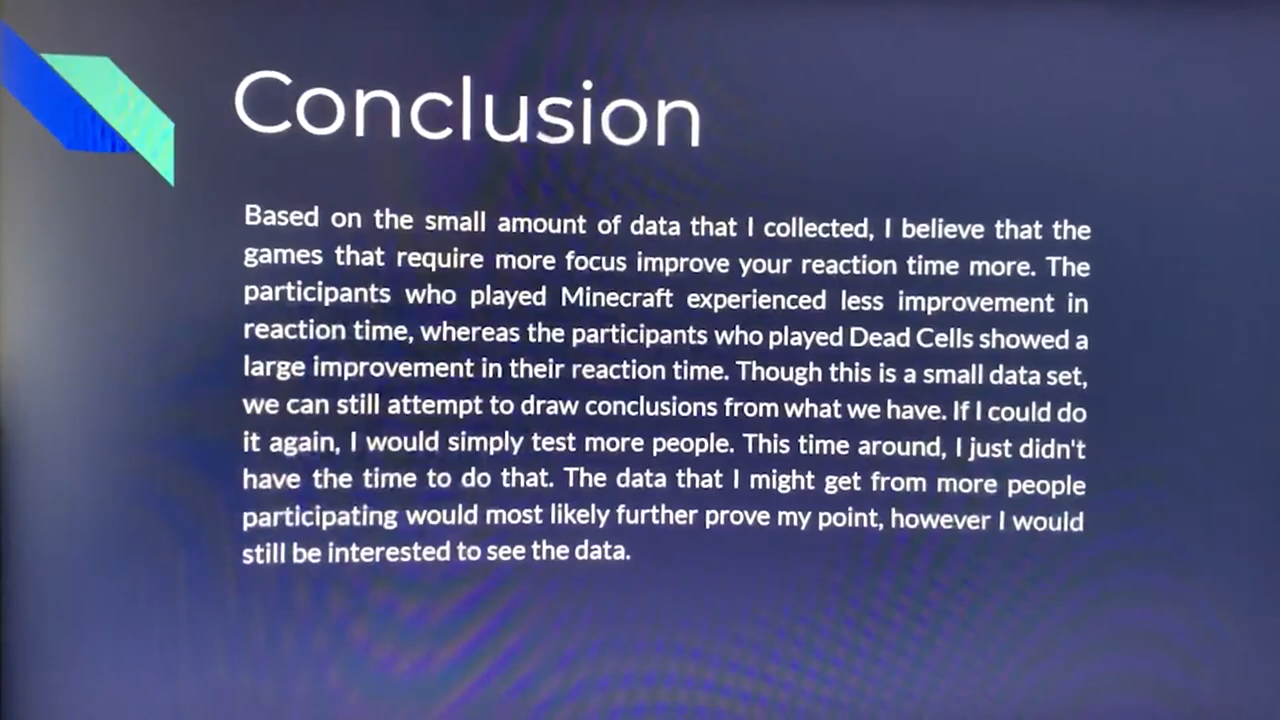 Conclusion
Based on the small amount of data that I collected, I believe that the
games that require more focus improve your reaction time more. The
participants who played Minecraft experienced less improvement in
reaction time, whereas the participants who played Dead Cells showed a
large improvement in their reaction time. Though this is a small data set,
we can still attempt to draw conclusions from what we have. If I could do
it again, I would simply test more people. This time around, I just didn't
have the time to do that. The data that I might get from more people
participating would most likely further prove my point, however I would
still be interested to see the data.